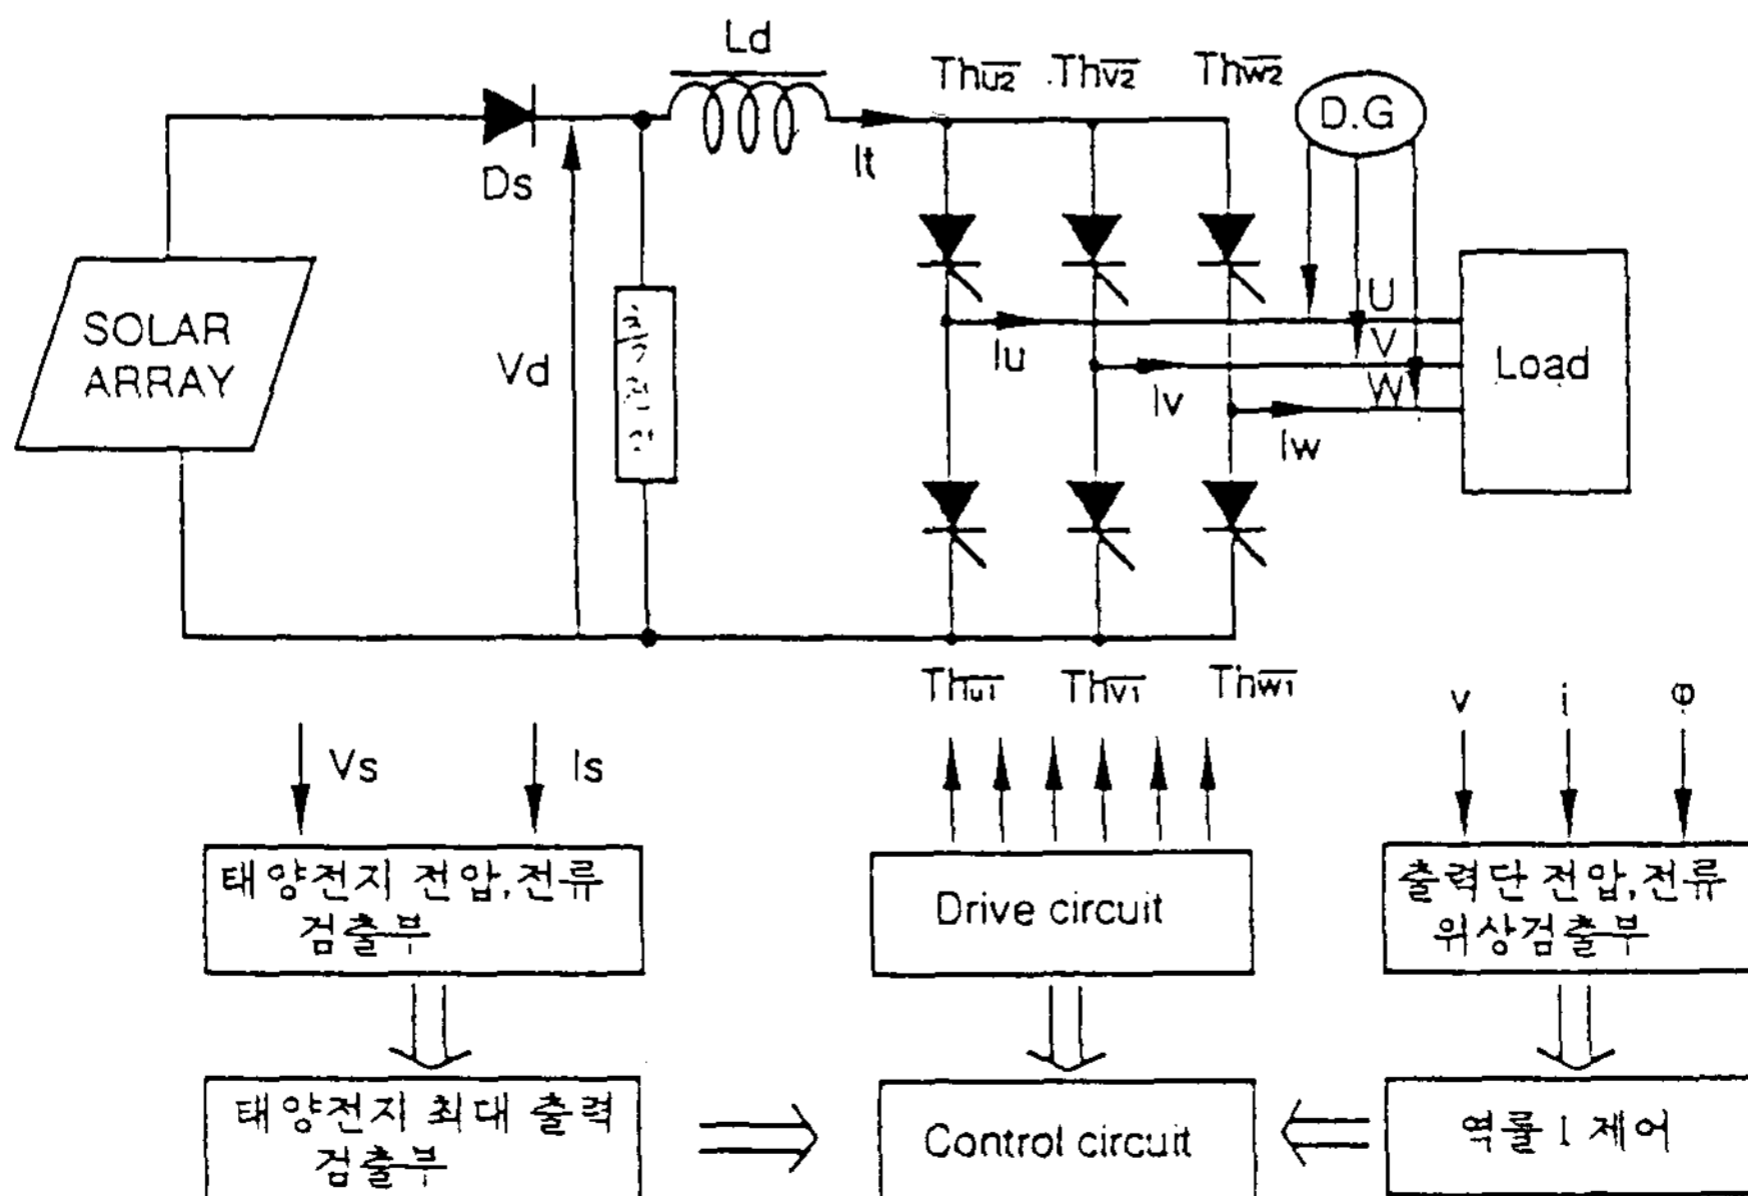 Ld
Thu2
Thv2
Thw2
D.G
Ds
It
SOLAR
ARRAY
Vd
U
Iu
V
Load
Iv
W
Iw
Thu1
Thv1
Thw1
Vs
Is
v
i
태양전지 전압,전류
검출부
Drive circuit
출력단 전압,전류
위상검출부
태양전지 최대 출력
검출부
Control circuit
역률 1 제어